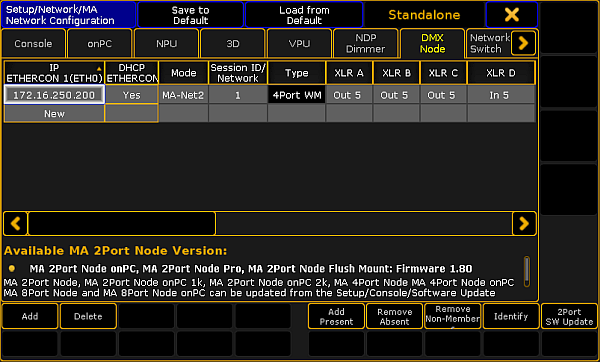 Setup/Network/MA
Network Configuration
Save to
Default
Load from
Default
Standalone
Console
onPC
NPU
3D
VPU
NDP
Dimmer
DMX
Node
Network
Switch
IP
ETHERCON 1(ETH0)
DHCP
ETHERCON
Mode
Session ID/
Network
Type
XLR A
XLR B
XLR C
XLR D
172.16.250.200
Yes
MA-Net2
1
4Port WM
Out 5
Out 5
Out 5
In 5
New
Available MA 2Port Node Version:
MA 2Port Node onPC, MA 2Port Node Pro, MA 2Port Node Flush Mount: Firmware 1.80
MA 2Port Node, MA 2Port Node onPC 1k, MA 2Port Node onPC 2k, MA 4Port Node MA 4Port Node onPC
MA 8Port Node and MA 8Port Node onPC can be updated from the Setup/Console/Software Update
Add
Delete
Add
Present
Remove
Absent
Remove
Non-Member
Identify
2Port
SW Update